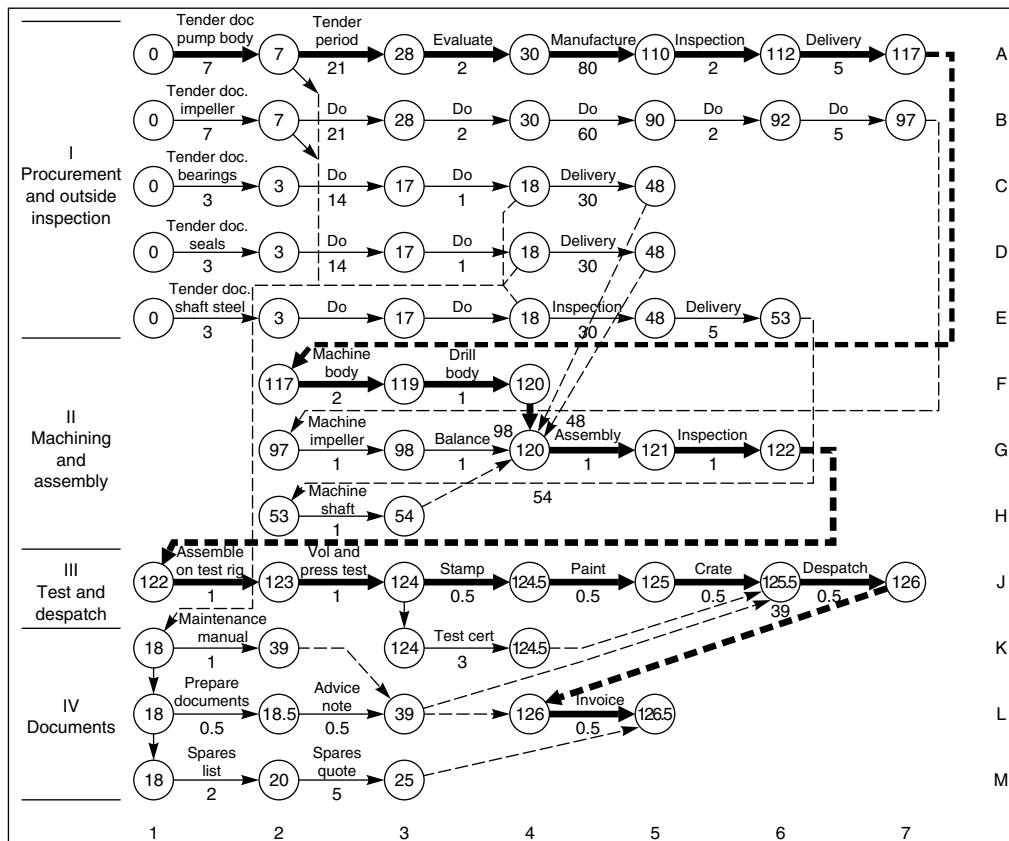 Tender doc
pump body
Tender
period
Evaluate
Manufacture
Inspection
Delivery
0 7 28 30 110 112 117
A
7 21 2 80 2 5
Tender doc.
impeller
Do Do Do Do Do
0 7 28 30 90 92 97
B
7 21 2 60 2 5
I
Procurement
and outside
inspection
Tender doc.
bearings
Do Do Delivery
0 3 17 18 48
C
3 14 1 30
Tender doc.
seals
Do Do Delivery
0 3 17 18 48
D
3 14 1 30
Tender doc.
shaft steel
Do Do Inspection Delivery
0 3 17 18 48 53
E
3 30 5
II
Machining
and
assembly
Machine
body
Drill
body
117 119 120
F
2 1
98 48
Machine
impeller
Balance Assembly Inspection
97 98 120 121 122
G
1 1 1 1
54
Machine
shaft
53 54
H
1
III
Test and
despatch
Assemble
on test rig
Vol and
press test
Stamp Paint Crate Despatch
122 123 124 124.5 125 125.5 126
J
1 1 0.5 0.5 0.5 0.5
39
IV
Documents
Maintenance
manual
Test cert
18 39 124 124.5
K
1 3
Prepare
documents
Advice
note
Invoice
18 18.5 39 126 126.5
L
0.5 0.5 0.5
Spares
list
Spares
quote
18 20 25
M
2 5
1 2 3 4 5 6 7